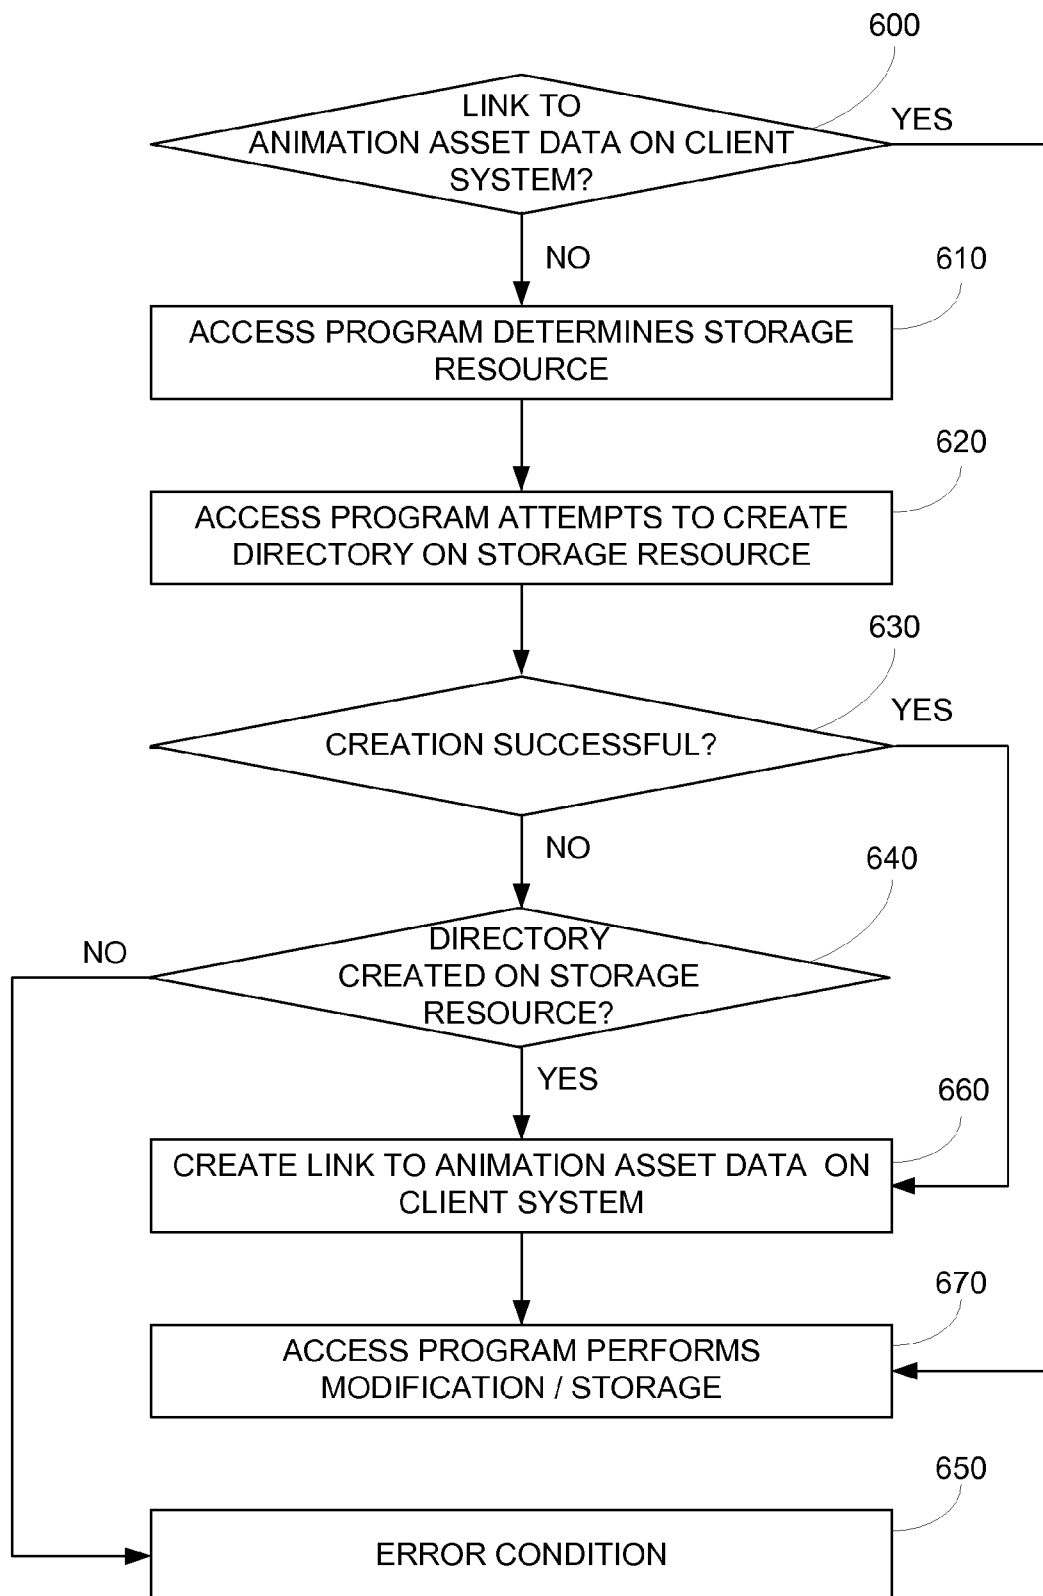 600
LINK TO
ANIMATION ASSET DATA ON CLIENT
SYSTEM?
YES
NO
610
ACCESS PROGRAM DETERMINES STORAGE
RESOURCE
620
ACCESS PROGRAM ATTEMPTS TO CREATE
DIRECTORY ON STORAGE RESOURCE
630
YES
CREATION SUCCESSFUL?
NO
640
NO
DIRECTORY
CREATED ON STORAGE
RESOURCE?
YES
660
CREATE LINK TO ANIMATION ASSET DATA ON
CLIENT SYSTEM
670
ACCESS PROGRAM PERFORMS
MODIFICATION / STORAGE
650
ERROR CONDITION